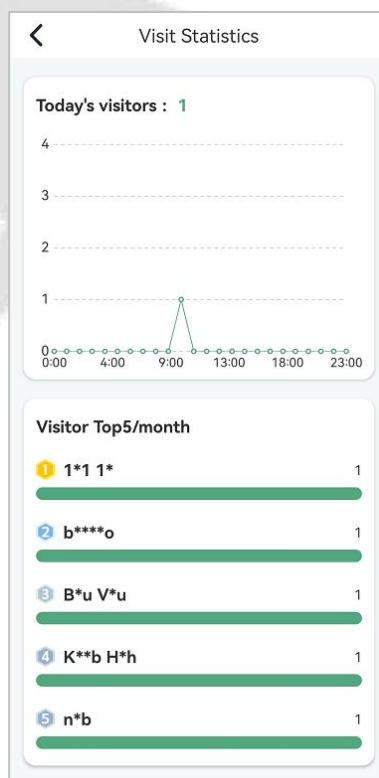 Visit Statistics
Today's visitors : 1
4
3
2
1
0
0:00 4:00 9:00 13:00 18:00 23:00
Visitor Top5/month
1 1*1 1* 1
2 b****o 1
3 B*u V*u 1
4 K**b H*h 1
5 n*b 1